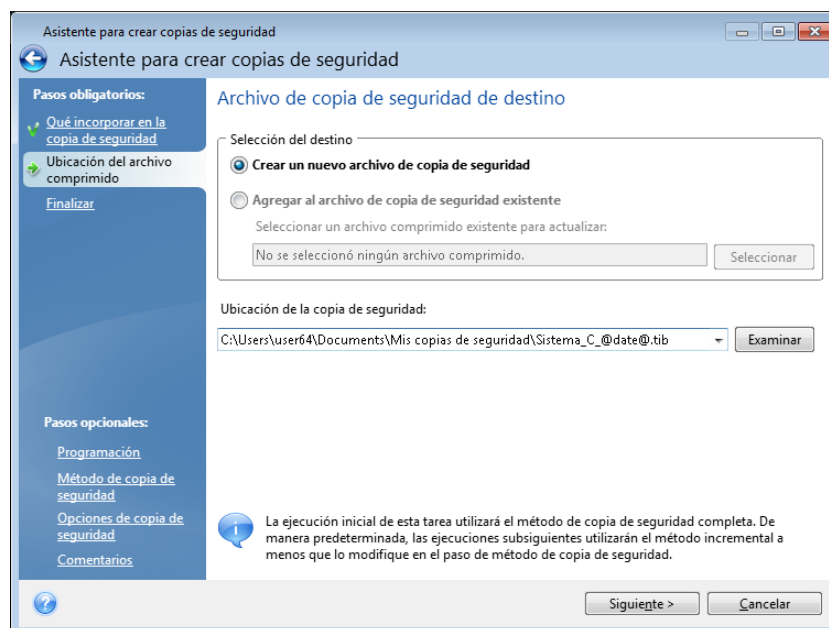 Asistente para crear copias de seguridad
Asistente para crear copias de seguridad
Pasos obligatorios:
Qué incorporar en la
copia de seguridad
Ubicación del archivo
comprimido
Finalizar
Pasos opcionales:
Programación
Método de copia de
seguridad
Opciones de copia de
seguridad
Comentarios
Archivo de copia de seguridad de destino
Selección del destino
Crear un nuevo archivo de copia de seguridad
Agregar al archivo de copia de seguridad existente
Seleccionar un archivo comprimido existente para actualizar:
No se seleccionó ningún archivo comprimido.
Seleccionar
Ubicación de la copia de seguridad:
C:\Users\user64\Documents\Mis copias de seguridad\Sistema_C_@date@.tib
Examinar
La ejecución inicial de esta tarea utilizará el método de copia de seguridad completa. De
manera predeterminada, las ejecuciones subsiguientes utilizarán el método incremental a
menos que lo modifique en el paso de método de copia de seguridad.
Siguiente >
Cancelar